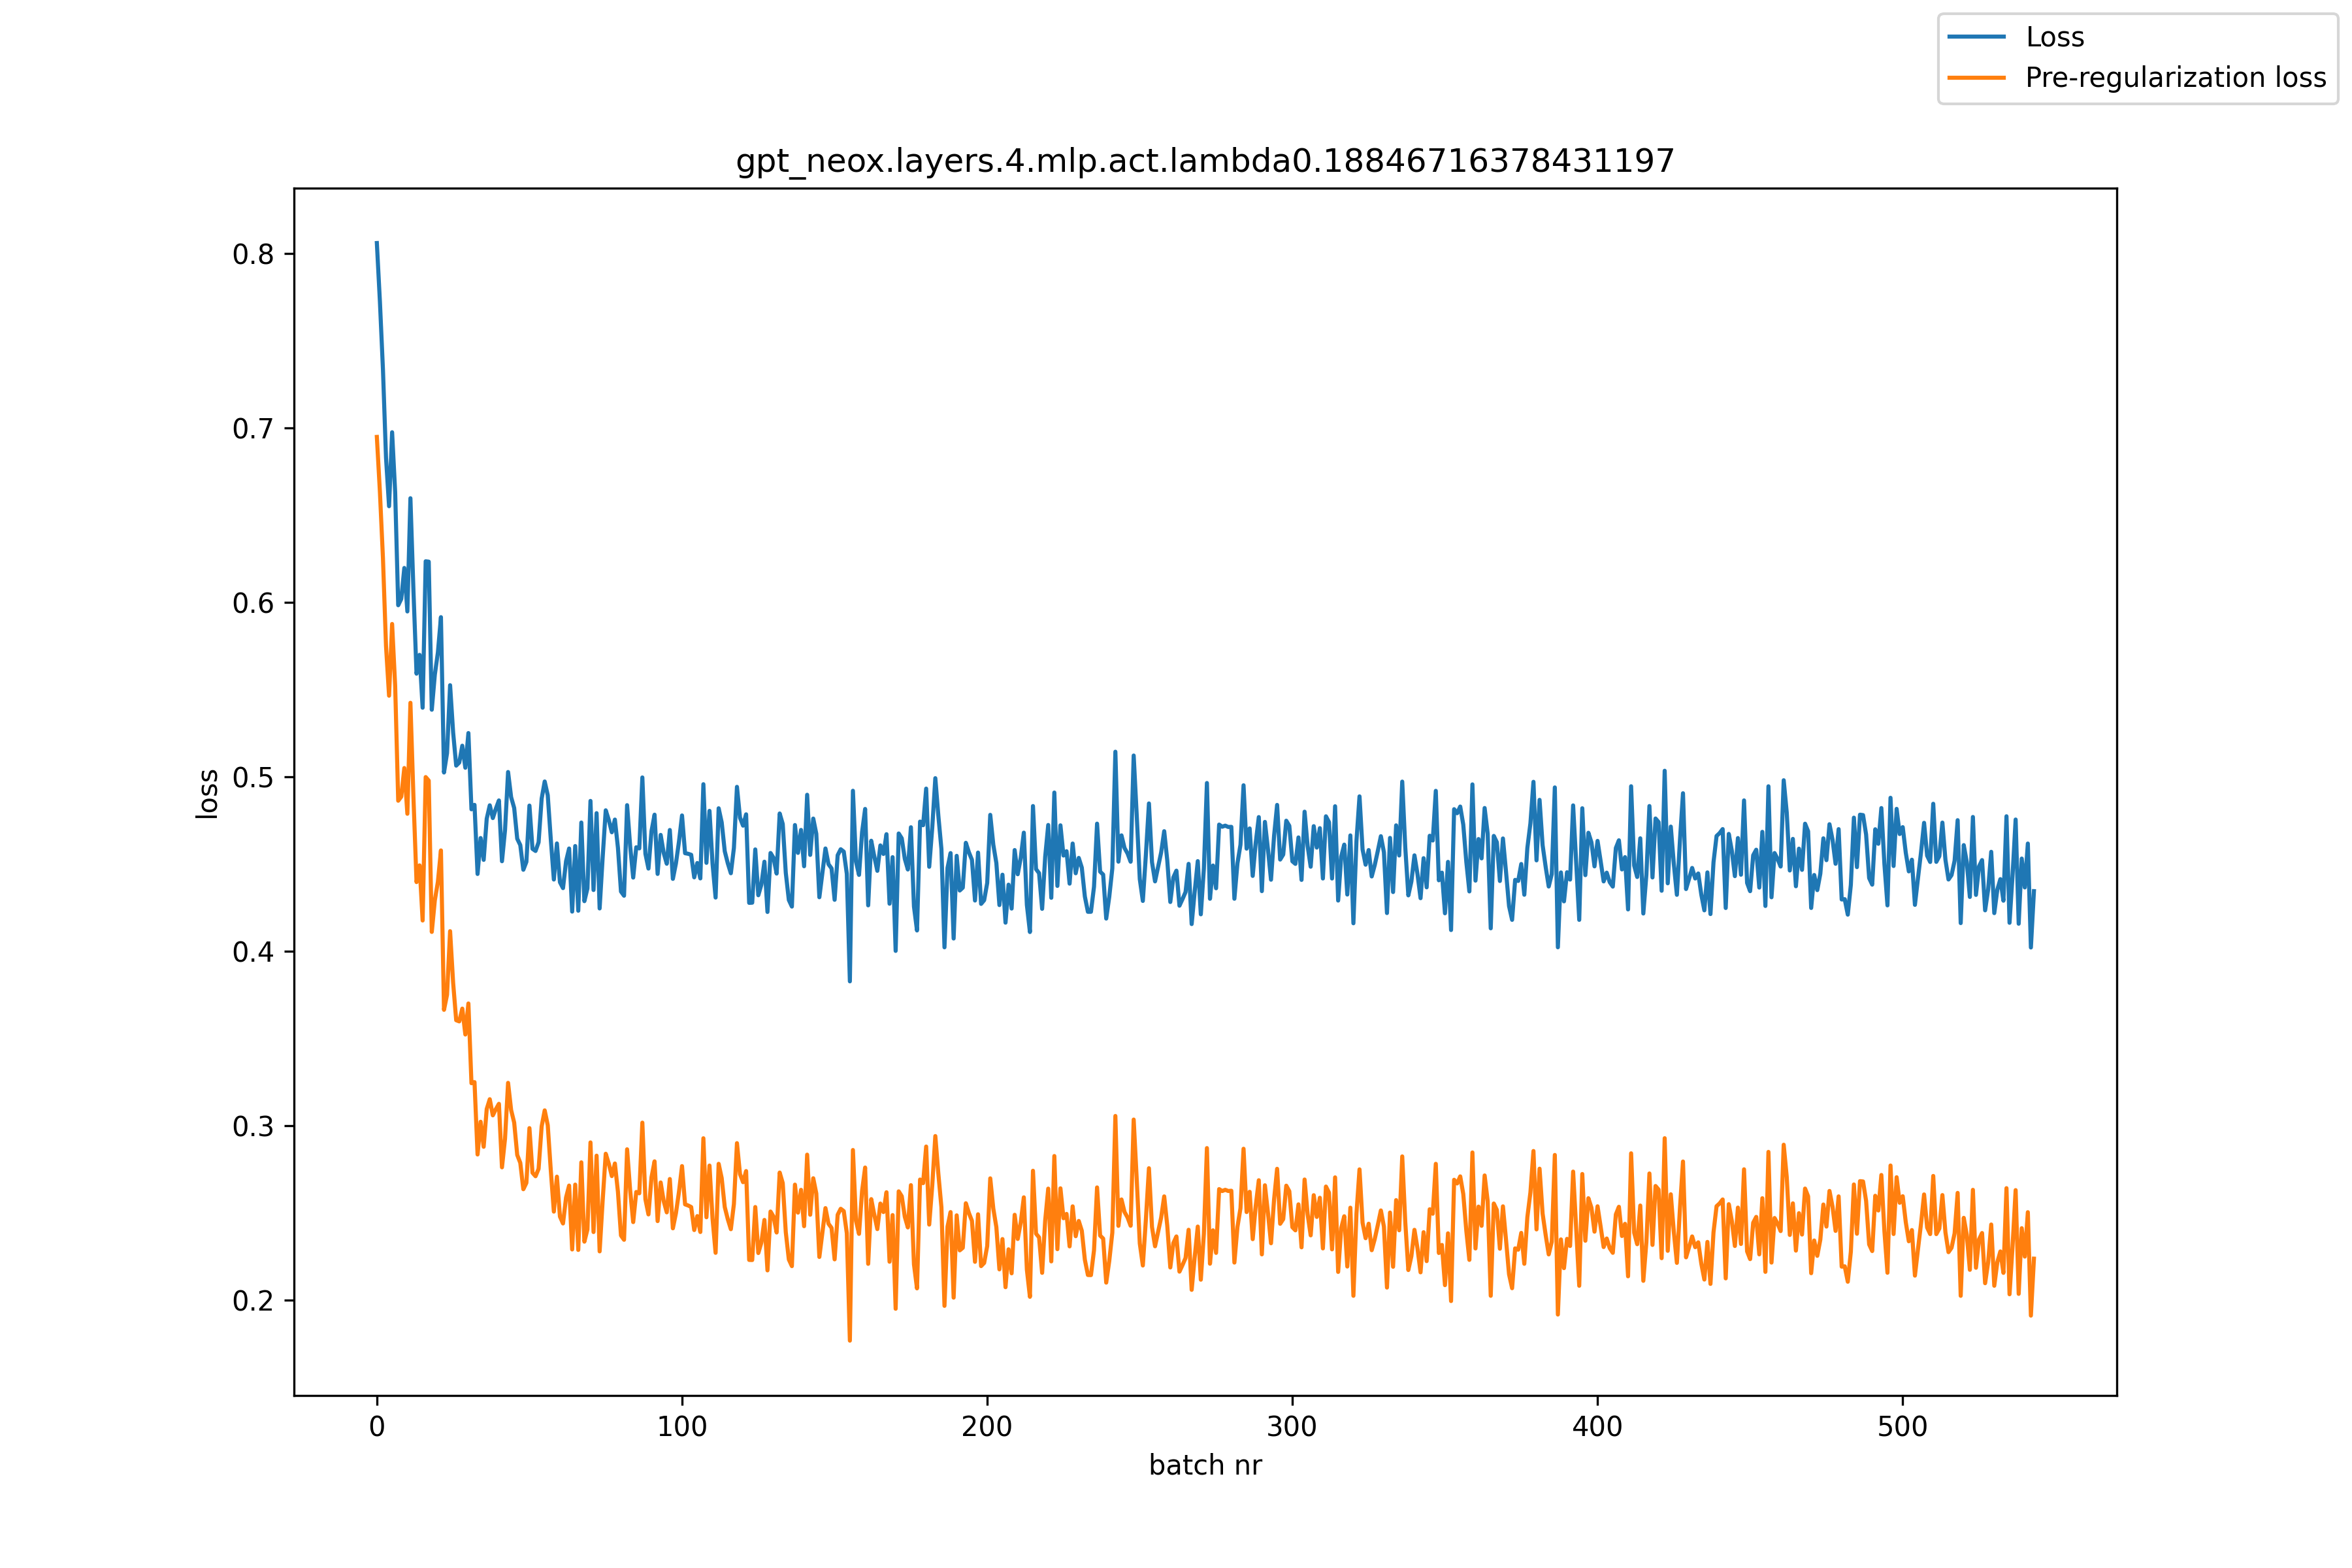 Loss
Pre-regularization loss
gpt_neox.layers.4.mlp.act.lambda0.18846716378431197
0.8
0.7
0.6
0.5
0.4
0.3
0.2
loss
0 100 200 300 400 500
batch nr